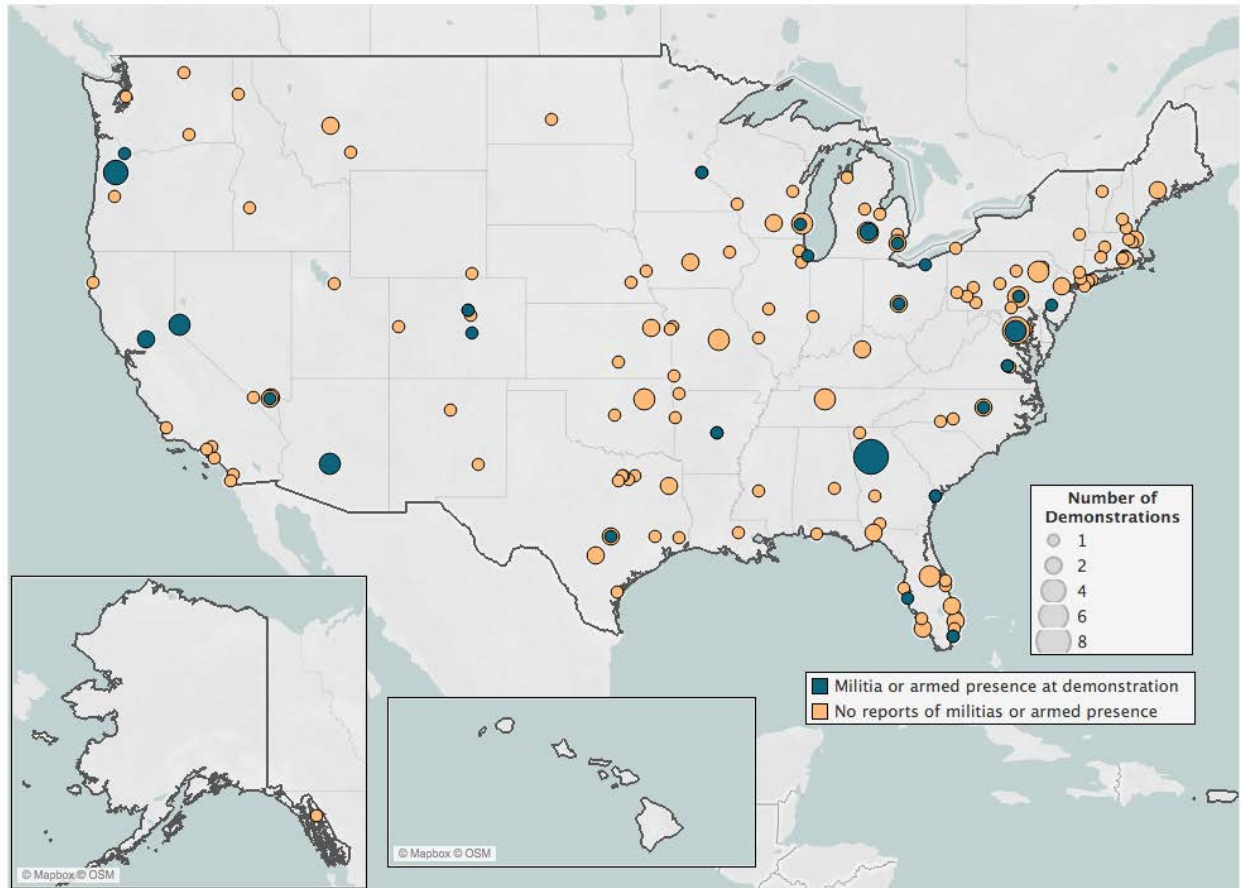 Number of
Demonstrations
1
2
4
6
8
Militia or armed presence at demonstration
No reports of militias or armed presence
© Mapbox © OSM
© Mapbox © OSM